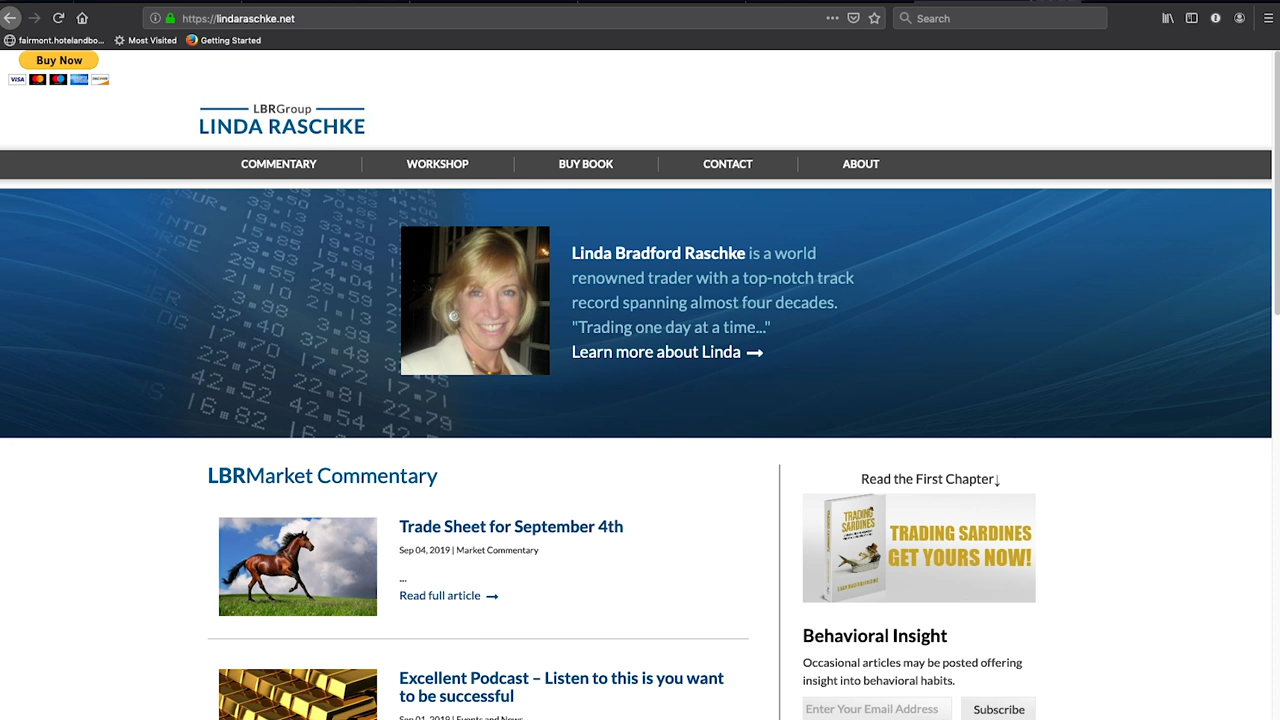 https://lindaraschke.net
Search
fairmont.hotelandbo...
Most Visited
Getting Started
Buy Now
VISA
LBRGroup
LINDA RASCHKE
COMMENTARY
WORKSHOP
BUY BOOK
CONTACT
ABOUT
Linda Bradford Raschke is a world
renowned trader with a top-notch track
record spanning almost four decades.
"Trading one day at a time..."
Learn more about Linda →
LBRMarket Commentary
Trade Sheet for September 4th
Sep 04, 2019 | Market Commentary
...
Read full article →
Excellent Podcast – Listen to this is you want
to be successful
Sep 01, 2019 | Events and News
Read the First Chapter↓
TRADING
SARDINES
TRADING SARDINES
GET YOURS NOW!
Behavioral Insight
Occasional articles may be posted offering
insight into behavioral habits.
Enter Your Email Address
Subscribe